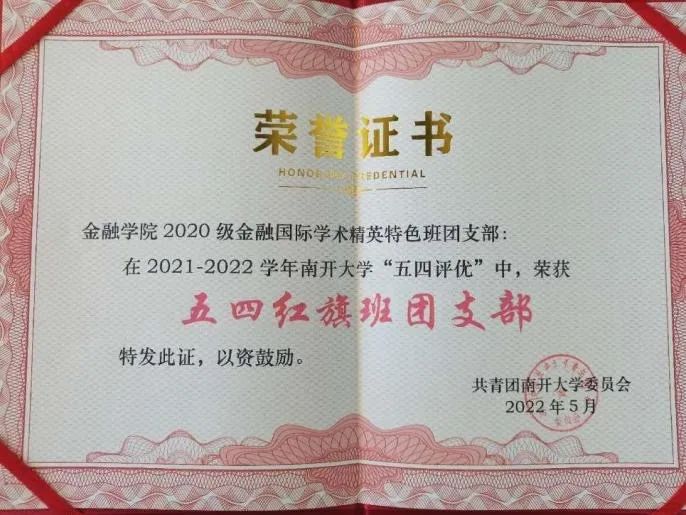 荣誉证书
HONOR CREDENTIAL
金融学院 2020 级金融国际学术精英特色班团支部：
在 2021-2022 学年南开大学“五四评优”中，荣获
五四红旗班团支部
特发此证，以资鼓励。
共青团南开大学委员会
2022 年 5 月